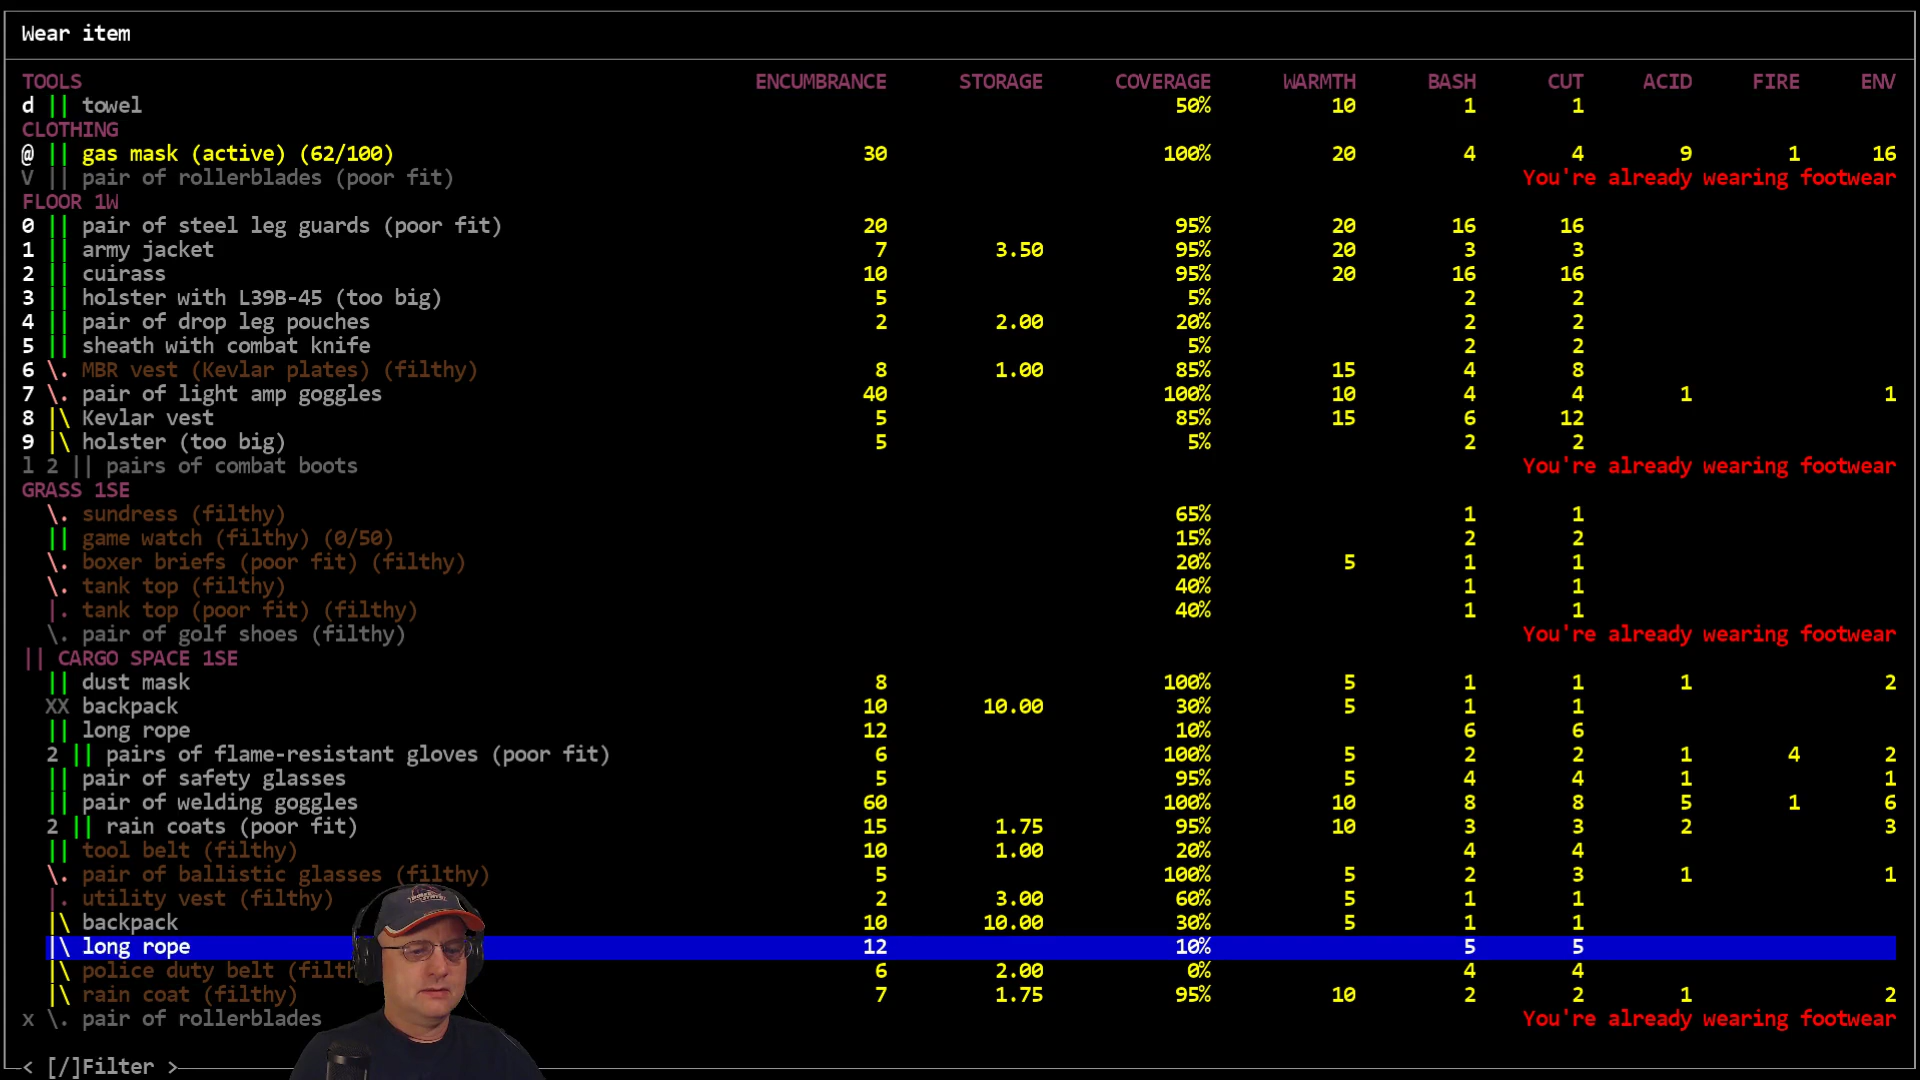 Wear item
TOOLS ENCUMBRANCE STORAGE COVERAGE WARMTH BASH CUT ACID FIRE ENV
d || towel 50% 10 1 1
CLOTHING
@ || gas mask (active) (62/100) 30 100% 20 4 4 9 1 16
V || pair of rollerblades (poor fit) You're already wearing footwear
FLOOR 1W
0 || pair of steel leg guards (poor fit) 20 95% 20 16 16
1 || army jacket 7 3.50 95% 20 3 3
2 || cuirass 10 95% 20 16 16
3 || holster with L39B-45 (too big) 5 5% 2 2
4 || pair of drop leg pouches 2 2.00 20% 2 2
5 || sheath with combat knife 5% 2 2
6 \. MBR vest (Kevlar plates) (filthy) 8 1.00 85% 15 4 8
7 \. pair of light amp goggles 40 100% 10 4 4 1 1
8 |\ Kevlar vest 5 85% 15 6 12
9 |\ holster (too big) 5 5% 2 2
l 2 || pairs of combat boots You're already wearing footwear
GRASS 1SE
\. sundress (filthy) 65% 1 1
|| game watch (filthy) (0/50) 15% 2 2
\. boxer briefs (poor fit) (filthy) 20% 5 1 1
\. tank top (filthy) 40% 1 1
|. tank top (poor fit) (filthy) 40% 1 1
\. pair of golf shoes (filthy) You're already wearing footwear
|| CARGO SPACE 1SE
|| dust mask 8 100% 5 1 1 1 2
XX backpack 10 10.00 30% 5 1 1
|| long rope 12 10% 6 6
2 || pairs of flame-resistant gloves (poor fit) 6 100% 5 2 2 1 4 2
|| pair of safety glasses 5 95% 5 4 4 1 1
|| pair of welding goggles 60 100% 10 8 8 5 1 6
2 || rain coats (poor fit) 15 1.75 95% 10 3 3 2 3
|| tool belt (filthy) 10 1.00 20% 4 4
\. pair of ballistic glasses (filthy) 5 100% 5 2 3 1 1
|. utility vest (filthy) 2 3.00 60% 5 1 1
|\ backpack 10 10.00 30% 5 1 1
|\ long rope 12 10% 5 5
|\ police duty belt (filth 6 2.00 0% 4 4
|\ rain coat (filthy) 7 1.75 95% 10 2 2 1 2
x \. pair of rollerblades You're already wearing footwear
< [/]Filter >